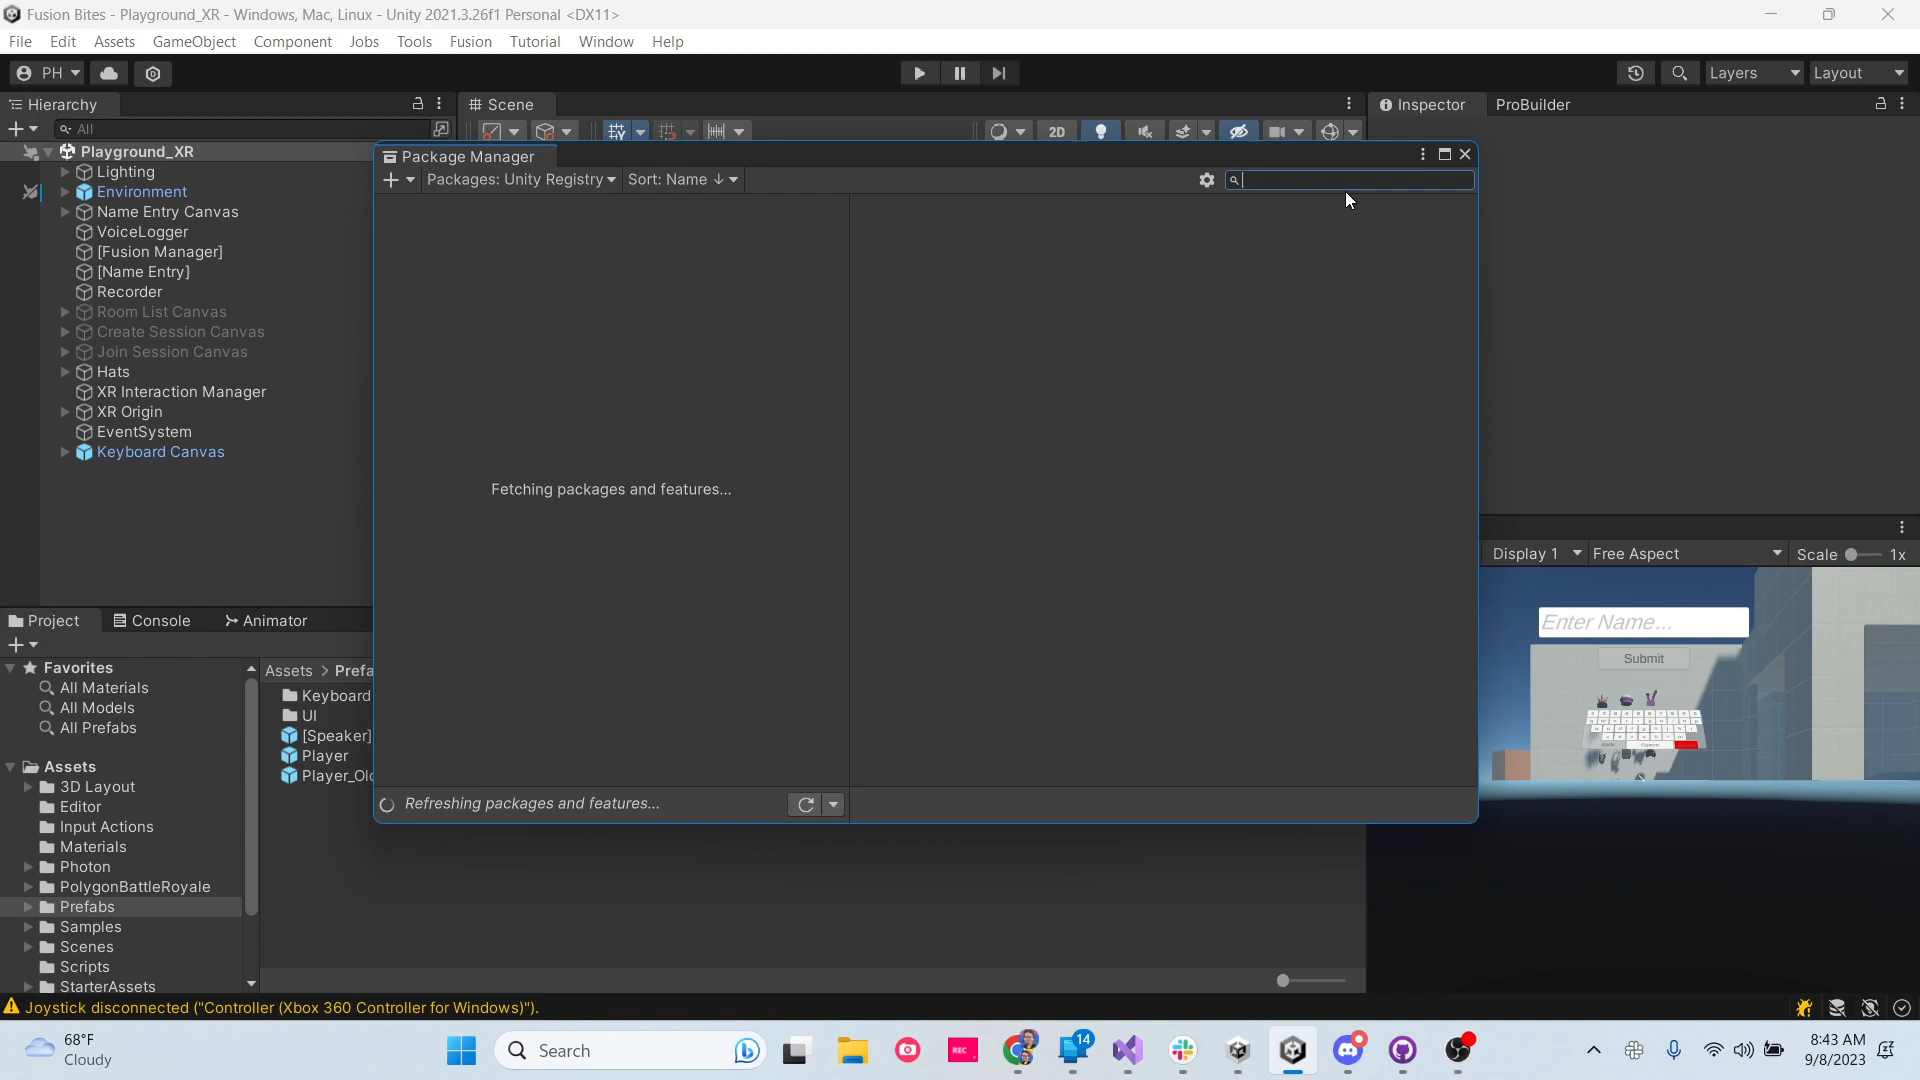 Fusion Bites - Playground_XR - Windows, Mac, Linux - Unity 2021.3.26f1 Personal <DX11>
File Edit Assets GameObject Component Jobs Tools Fusion Tutorial Window Help
PH Layers Layout
Hierarchy Scene Inspector ProBuilder
All 2D
Playground_XR
Lighting
Environment
Name Entry Canvas
VoiceLogger
[Fusion Manager]
[Name Entry]
Recorder
Room List Canvas
Create Session Canvas
Join Session Canvas
Hats
XR Interaction Manager
XR Origin
EventSystem
Keyboard Canvas
Package Manager
Packages: Unity Registry Sort: Name ↓
Fetching packages and features...
Refreshing packages and features...
Display 1 Free Aspect Scale 1x
Enter Name...
Submit
Space
Project Console Animator
Favorites
All Materials
All Models
All Prefabs
Assets
3D Layout
Editor
Input Actions
Materials
Photon
PolygonBattleRoyale
Prefabs
Samples
Scenes
Scripts
StarterAssets
Assets > Prefa
Keyboard
UI
[Speaker]
Player
Player_Old
Joystick disconnected ("Controller (Xbox 360 Controller for Windows)").
68°F
Cloudy
Search
REC
14
8:43 AM
9/8/2023